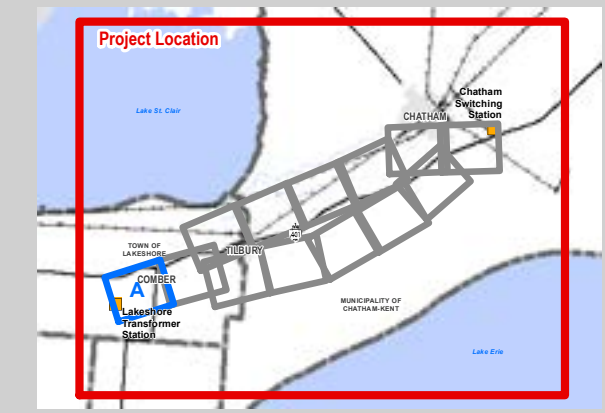 Project Location
Lake St. Clair
Chatham
Switching
Station
CHATHAM
401
TOWN OF
LAKESHORE
TILBURY
COMBER
A
Lakeshore
Transformer
Station
MUNICIPALITY OF
CHATHAM-KENT
Lake Erie